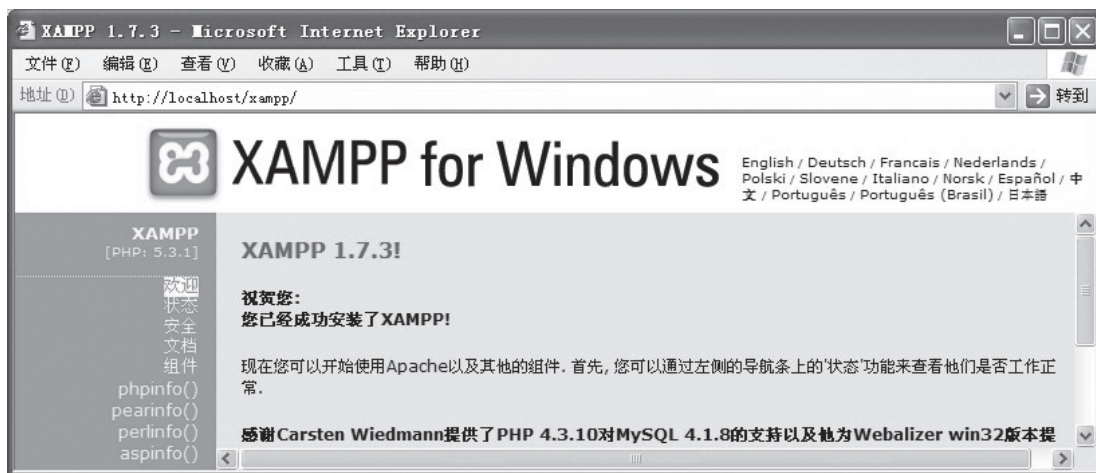 XAMPP 1.7.3 - Microsoft Internet Explorer
文件(F) 编辑(E) 查看(V) 收藏(A) 工具(T) 帮助(H)
地址(D) http://localhost/xampp/ 转到
XAMPP for Windows
English / Deutsch / Francais / Nederlands /
Polski / Slovene / Italiano / Norsk / Español / 中
文 / Português / Português (Brasil) / 日本語
XAMPP
[PHP: 5.3.1]
欢迎
状态
安全
文档
组件
phpinfo()
pearinfo()
perlinfo()
aspinfo()
XAMPP 1.7.3!
祝贺您:
您已经成功安装了XAMPP!
现在您可以开始使用Apache以及其他的组件. 首先, 您可以通过左侧的导航条上的'状态'功能来查看他们是否工作正
常.
感谢Carsten Wiedmann提供了PHP 4.3.10对MySQL 4.1.8的支持以及他为Webalizer win32版本提